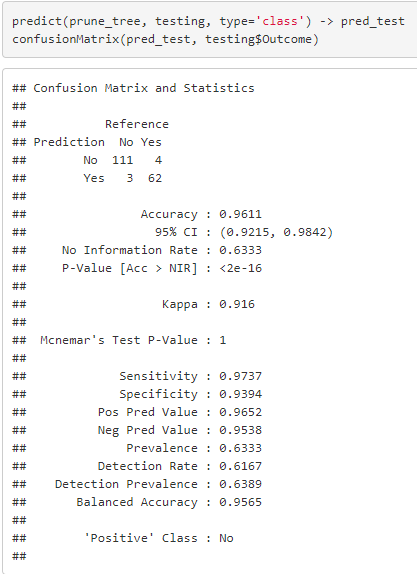 predict(prune_tree, testing, type='class') -> pred_test
confusionMatrix(pred_test, testing$Outcome)
## Confusion Matrix and Statistics
##
##           Reference
## Prediction  No Yes
##        No  111   4
##        Yes   3  62
##
##                Accuracy : 0.9611
##                  95% CI : (0.9215, 0.9842)
##     No Information Rate : 0.6333
##     P-Value [Acc > NIR] : <2e-16
##
##                   Kappa : 0.916
##
##  Mcnemar's Test P-Value : 1
##
##             Sensitivity : 0.9737
##             Specificity : 0.9394
##          Pos Pred Value : 0.9652
##          Neg Pred Value : 0.9538
##              Prevalence : 0.6333
##          Detection Rate : 0.6167
##    Detection Prevalence : 0.6389
##       Balanced Accuracy : 0.9565
##
##        'Positive' Class : No
##